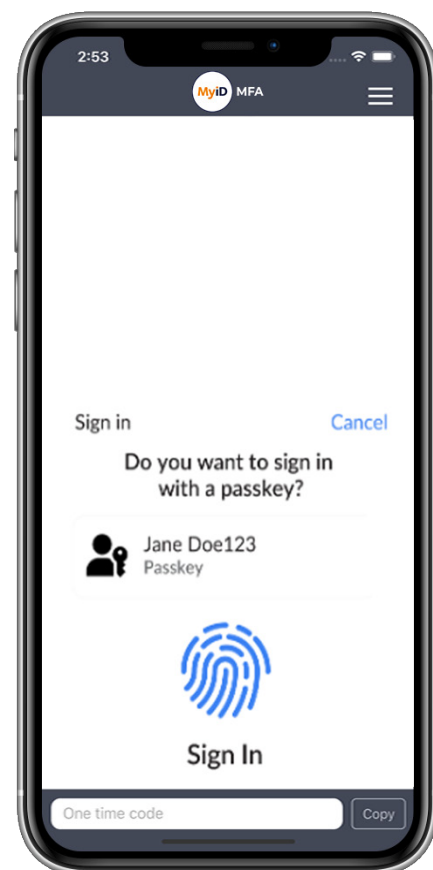 2:53
MyiD MFA
Sign in Cancel
Do you want to sign in
with a passkey?
Jane Doe123
Passkey
Sign In
One time code Copy